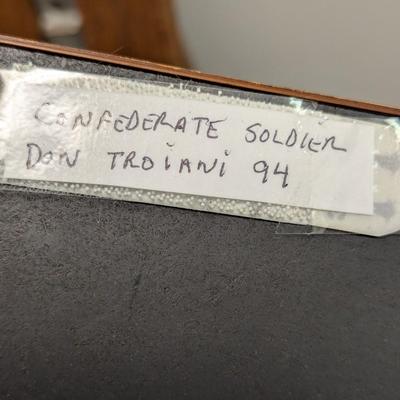 CONFEDERATE SOLDIER
DON TROIANI 94